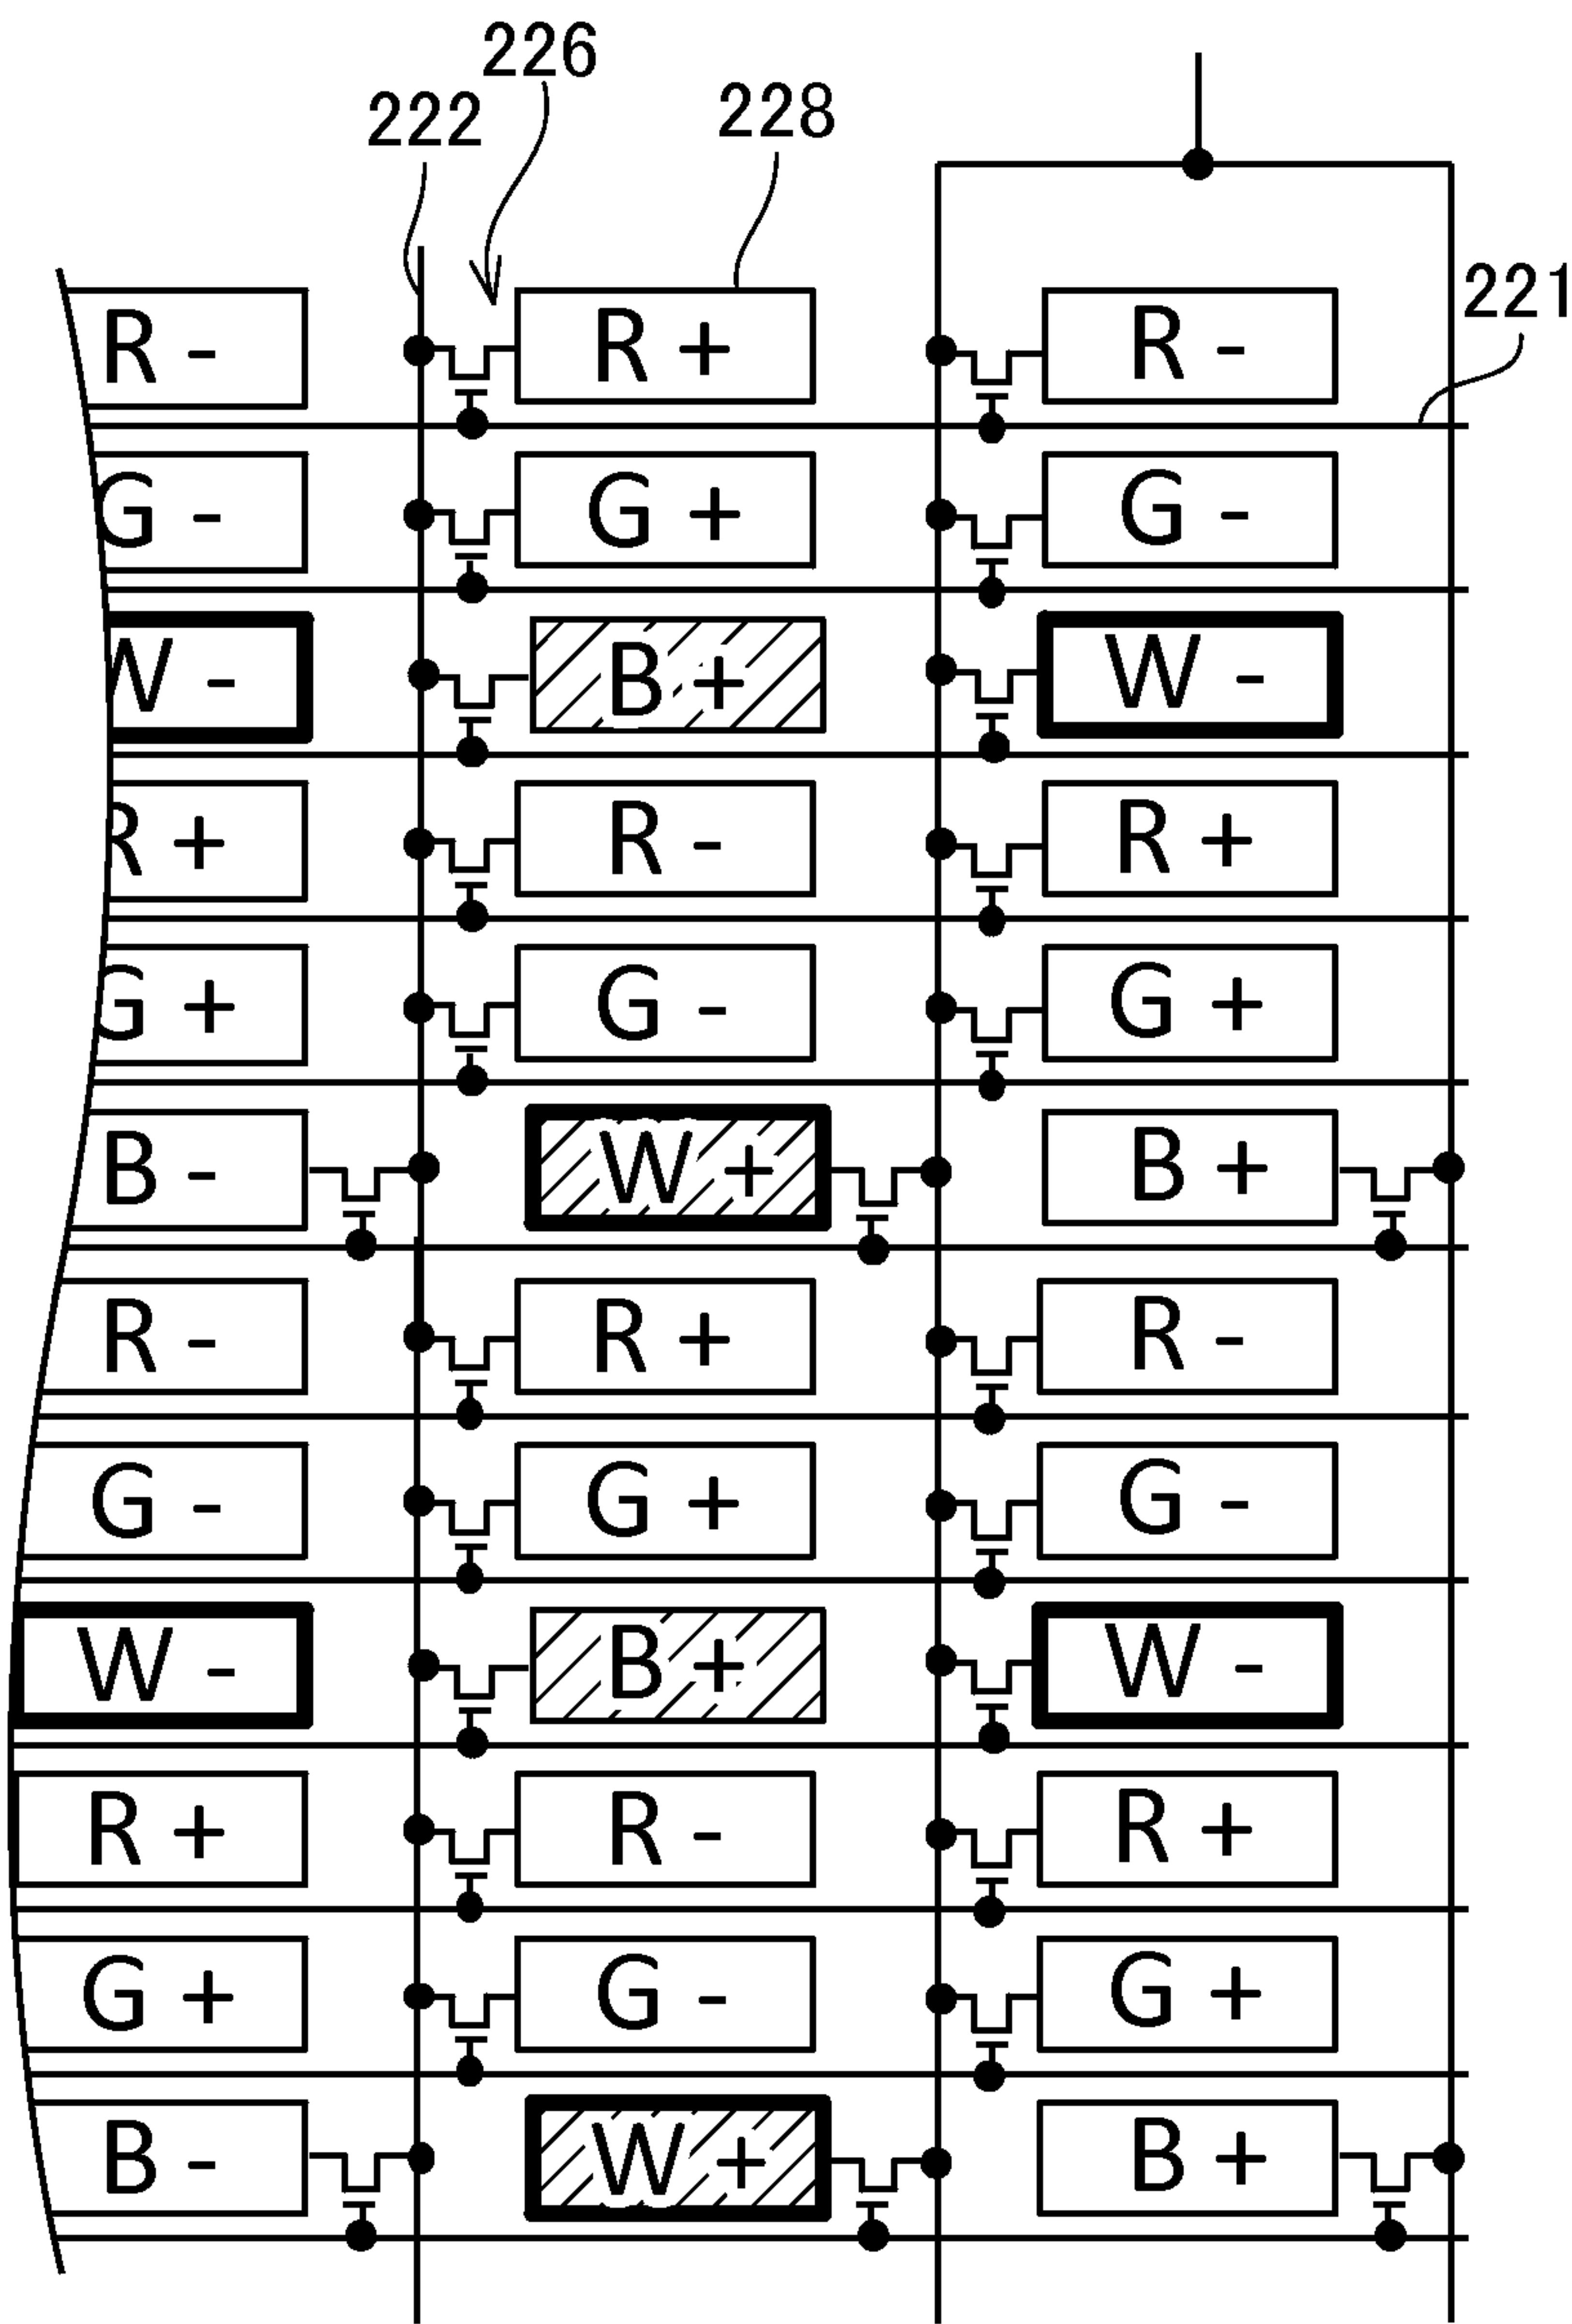 226
222
228
221
R - R + R -
G - G + G -
W - B + W -
R + R - R +
G + G - G +
B - W + B +
R - R + R -
G - G + G -
W - B + W -
R + R - R +
G + G - G +
B - W + B +